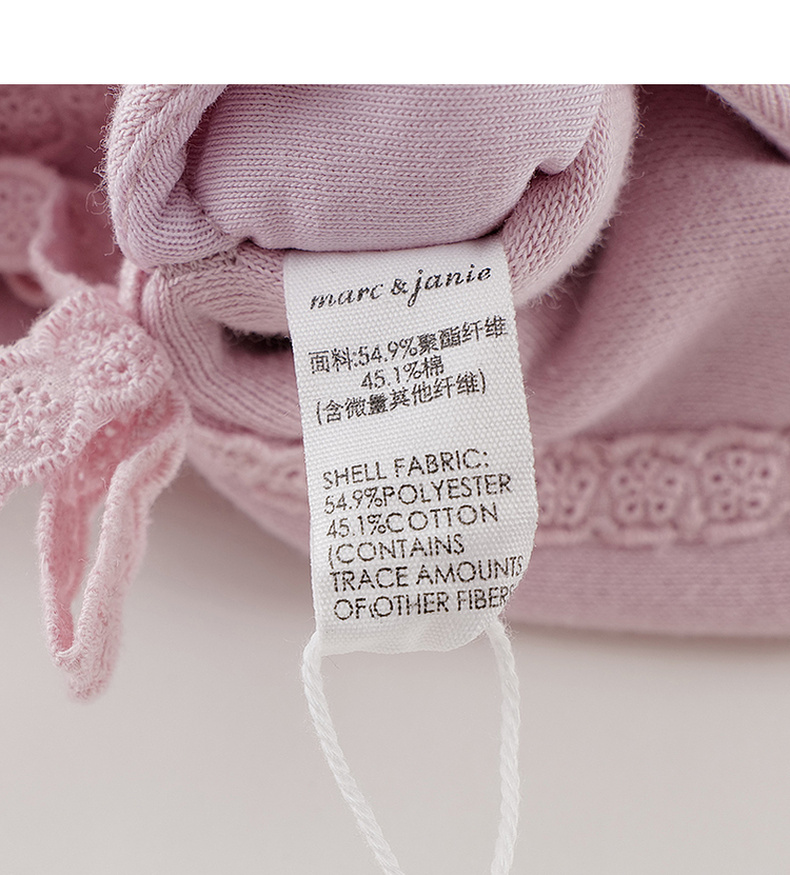 marc & janie
面料:54.9%聚酯纤维
45.1%棉
(含微量其他纤维)
SHELL FABRIC:
54.9%POLYESTER
45.1%COTTON
(CONTAINS
TRACE AMOUNTS
OF(OTHER FIBERS